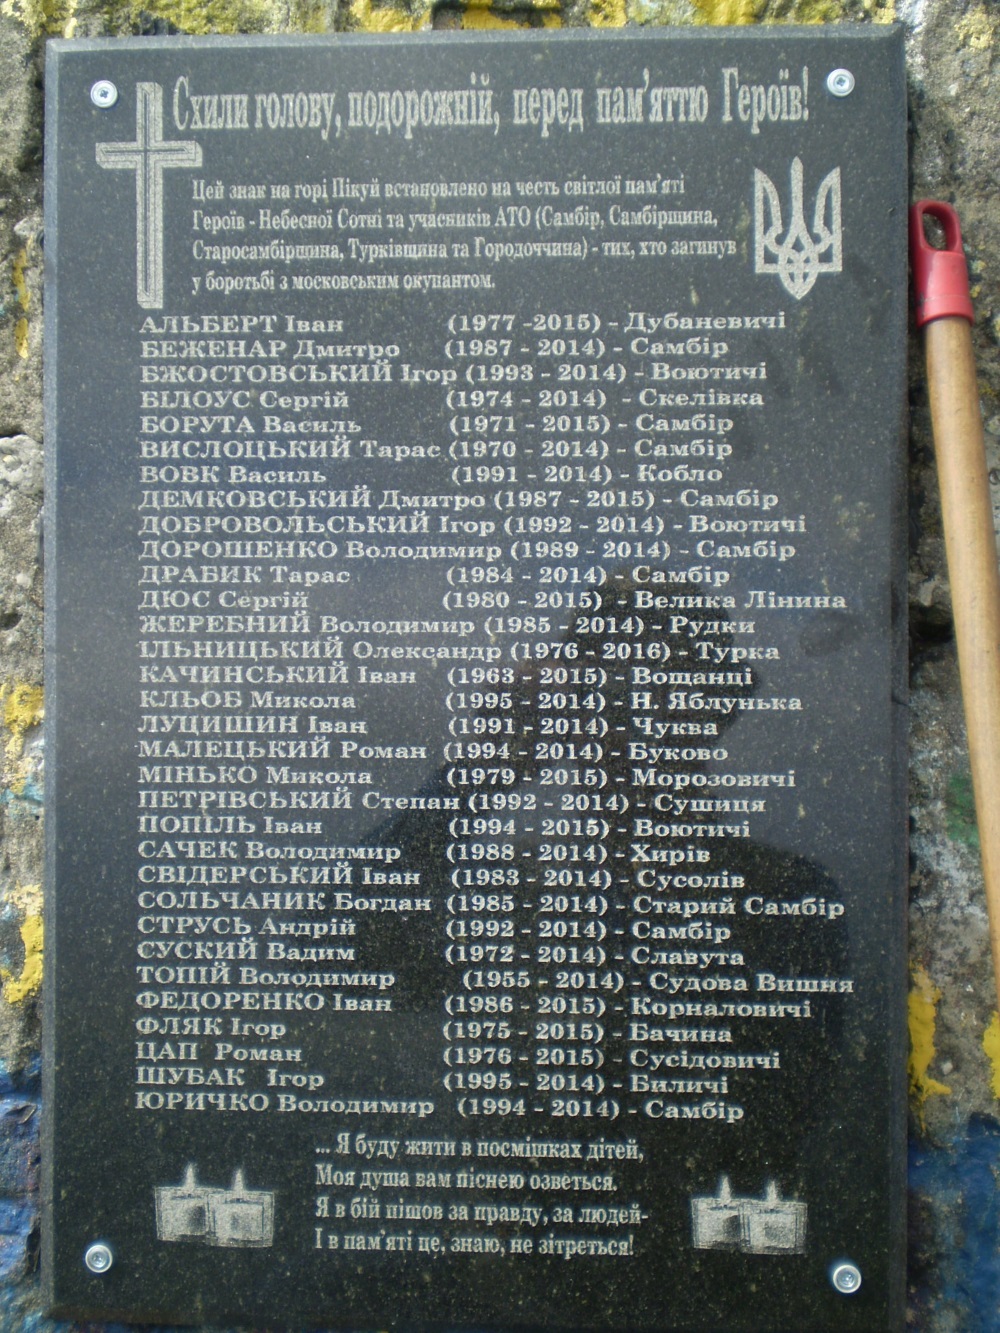 Схили голову, подорожній, перед пам'яттю Героїв!
Цей знак на горі Пікуй встановлено на честь світлої пам'яті
Героїв - Небесної Сотні та учасників АТО (Самбір, Самбірщина,
Старосамбірщина, Турківщина та Городоччина) - тих, хто загинув
у боротьбі з московським окупантом.
АЛЬБЕРТ Іван (1977 -2015) - Дубаневичі
БЕЖЕНАР Дмитро (1987 - 2014) - Самбір
БЖОСТОВСЬКИЙ Ігор (1993 - 2014) - Воютичі
БІЛОУС Сергій (1974 - 2014) - Скелівка
БОРУТА Василь (1971 - 2015) - Самбір
ВИСЛОЦЬКИЙ Тарас (1970 - 2014) - Самбір
ВОВК Василь (1991 - 2014) - Кобло
ДЕМКОВСЬКИЙ Дмитро (1987 - 2015) - Самбір
ДОБРОВОЛЬСЬКИЙ Ігор (1992 - 2014) - Воютичі
ДОРОШЕНКО Володимир (1989 - 2014) - Самбір
ДРАБИК Тарас (1984 - 2014) - Самбір
ДЮС Сергій (1980 - 2015) - Велика Лінина
ЖЕРЕБНИЙ Володимир (1985 - 2014) - Рудки
ІЛЬНИЦЬКИЙ Олександр (1976 - 2016) - Турка
КАЧИНСЬКИЙ Іван (1963 - 2015) - Вощанці
КЛЬОБ Микола (1995 - 2014) - Н. Яблунька
ЛУЦИШИН Іван (1991 - 2014) - Чуква
МАЛЕЦЬКИЙ Роман (1994 - 2014) - Буково
МІНЬКО Микола (1979 - 2015) - Морозовичі
ПЕТРІВСЬКИЙ Степан (1992 - 2014) - Сушиця
ПОПІЛЬ Іван (1994 - 2015) - Воютичі
САЧЕК Володимир (1988 - 2014) - Хирів
СВІДЕРСЬКИЙ Іван (1983 - 2014) - Сусолів
СОЛЬЧАНИК Богдан (1985 - 2014) - Старий Самбір
СТРУСЬ Андрій (1992 - 2014) - Самбір
СУСКИЙ Вадим (1972 - 2014) - Славута
ТОПІЙ Володимир (1955 - 2014) - Судова Вишня
ФЕДОРЕНКО Іван (1986 - 2015) - Корналовичі
ФЛЯК Ігор (1975 - 2015) - Бачина
ЦАП Роман (1976 - 2015) - Сусідовичі
ШУБАК Ігор (1995 - 2014) - Биличі
ЮРИЧКО Володимир (1994 - 2014) - Самбір
... Я буду жити в посмішках дітей,
Моя душа вам піснею озветься.
Я в бій пішов за правду, за людей-
І в пам'яті це, знаю, не зітреться!